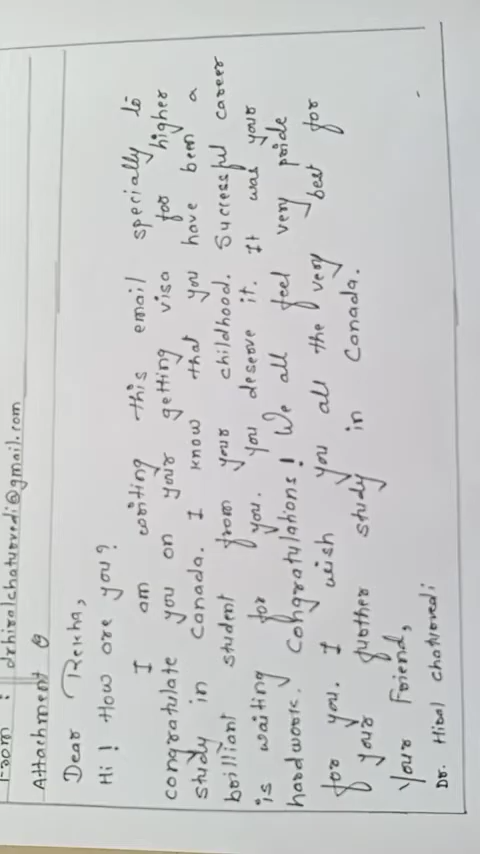 From : drhiralchaturvedi@gmail.com
Attachment 0
Dear Rekha,
Hi! How are you?
I am writing this email specially to
congratulate you on your getting visa for higher
study in Canada. I know that you have been a
brilliant student from your childhood. Successful career
is waiting for you. You deserve it. It was your
hardwork. Congratulations! We all feel very pride
for you. I wish you all the very best for
your further study in Canada.
Your Friend,
Dr. Hiral Chaturvedi